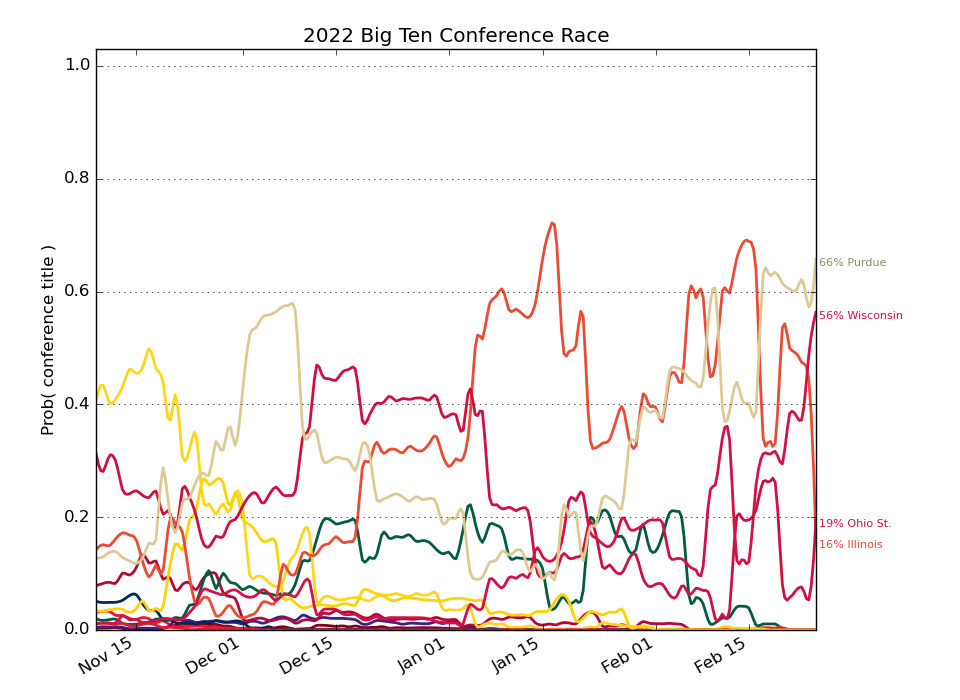 2022 Big Ten Conference Race
Prob( conference title )
1.0
0.8
0.6
0.4
0.2
0.0
Nov 15
Dec 01
Dec 15
Jan 01
Jan 15
Feb 01
Feb 15
66% Purdue
56% Wisconsin
19% Ohio St.
16% Illinois